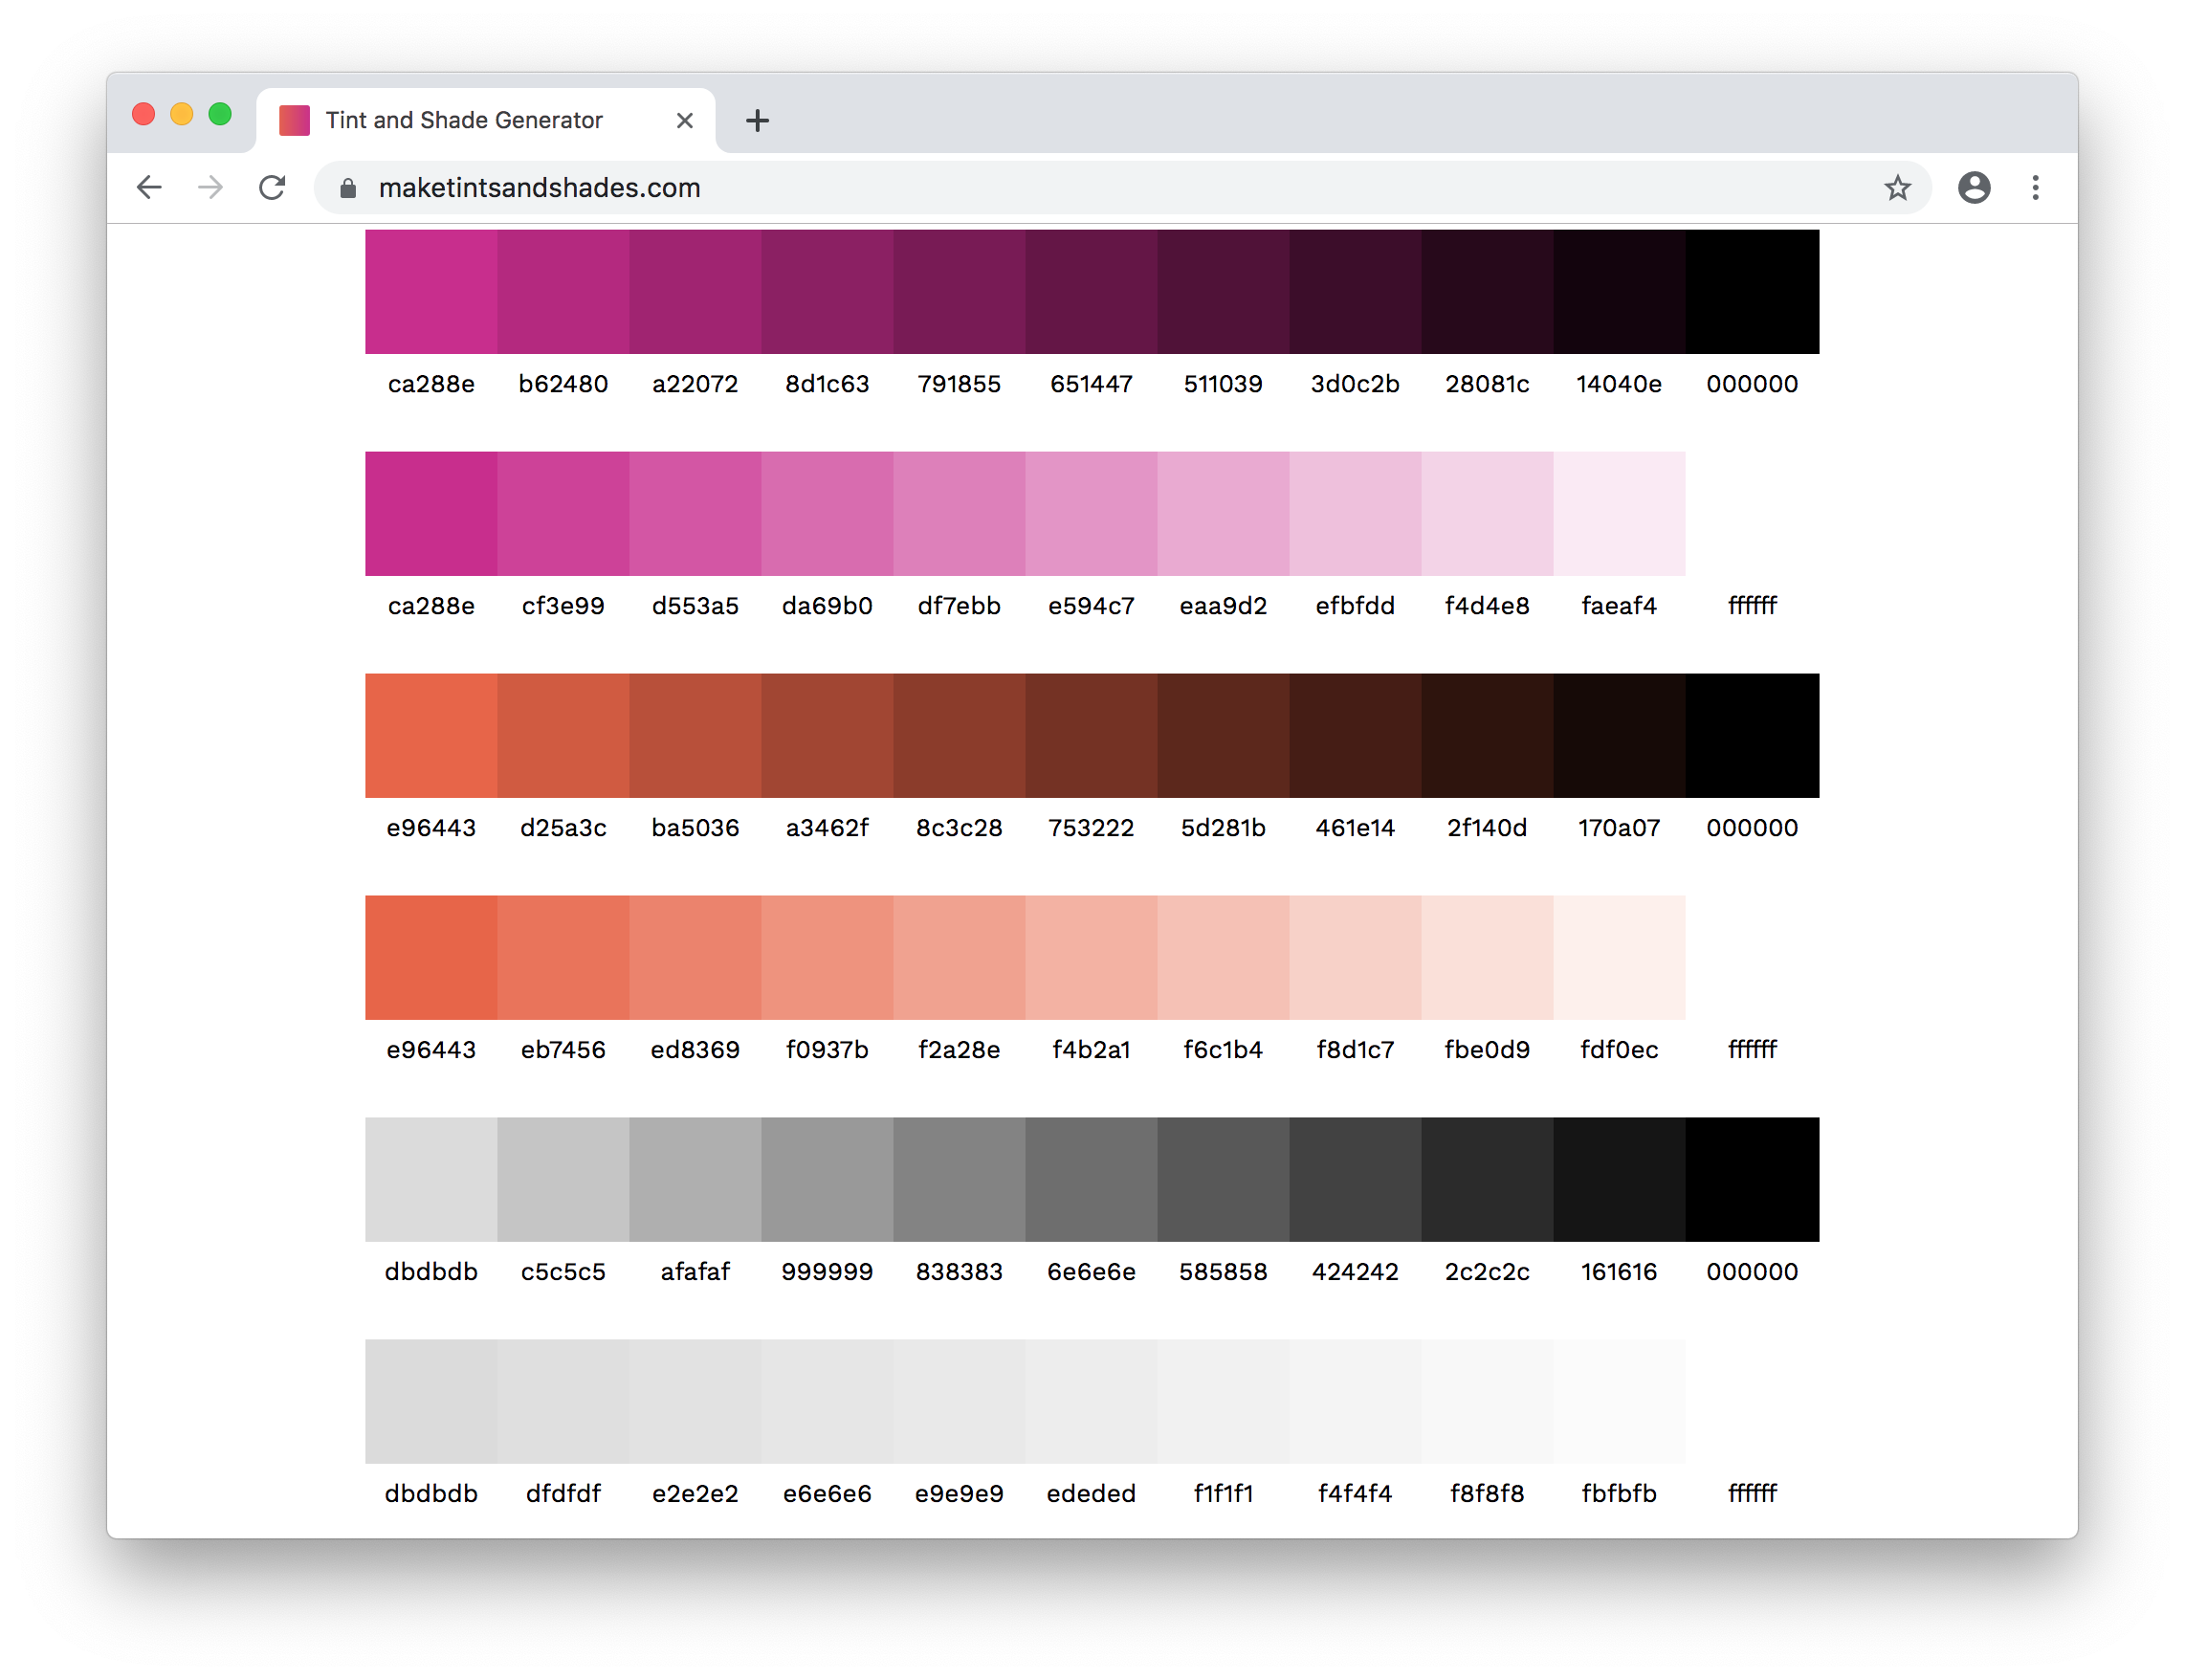 Tint and Shade Generator
maketintsandshades.com
ca288e b62480 a22072 8d1c63 791855 651447 511039 3d0c2b 28081c 14040e 000000
ca288e cf3e99 d553a5 da69b0 df7ebb e594c7 eaa9d2 efbfdd f4d4e8 faeaf4 ffffff
e96443 d25a3c ba5036 a3462f 8c3c28 753222 5d281b 461e14 2f140d 170a07 000000
e96443 eb7456 ed8369 f0937b f2a28e f4b2a1 f6c1b4 f8d1c7 fbe0d9 fdf0ec ffffff
dbdbdb c5c5c5 afafaf 999999 838383 6e6e6e 585858 424242 2c2c2c 161616 000000
dbdbdb dfdfdf e2e2e2 e6e6e6 e9e9e9 ededed f1f1f1 f4f4f4 f8f8f8 fbfbfb ffffff